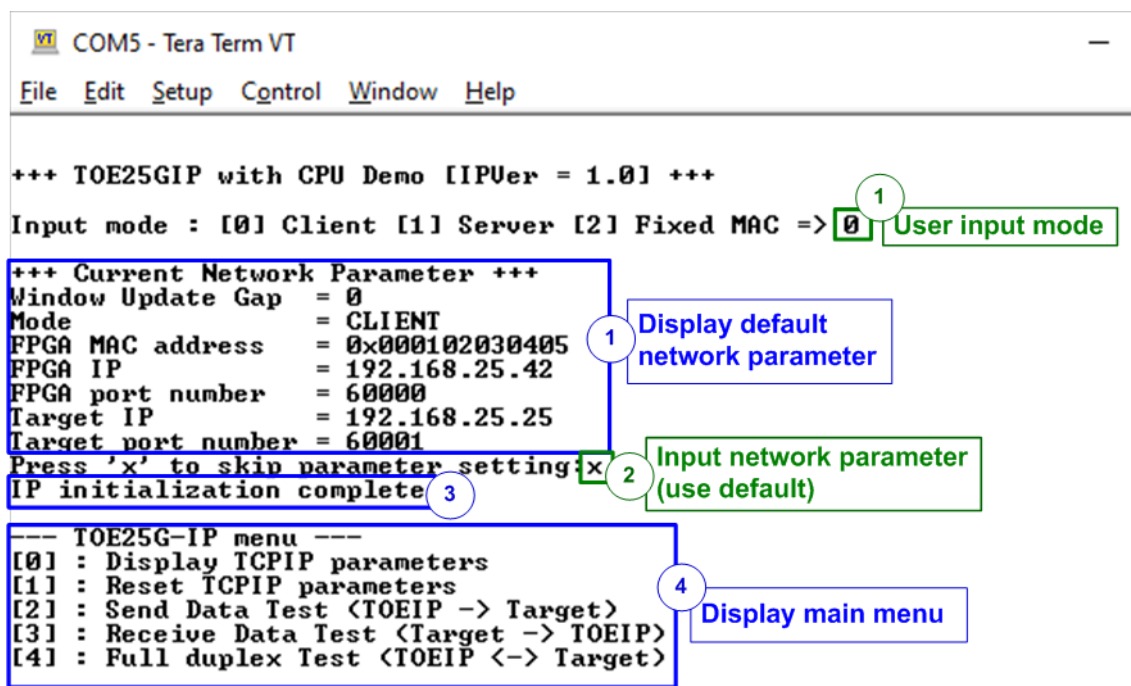 COM5 - Tera Term VT
File Edit Setup Control Window Help
+++ TOE25GIP with CPU Demo [IPVer = 1.0] +++
1
Input mode : [0] Client [1] Server [2] Fixed MAC => 0
User input mode
+++ Current Network Parameter +++
Window Update Gap = 0
Mode = CLIENT
FPGA MAC address = 0x000102030405
FPGA IP = 192.168.25.42
FPGA port number = 60000
Target IP = 192.168.25.25
Target port number = 60001
1
Display default
network parameter
Press 'x' to skip parameter setting:x
2
Input network parameter
(use default)
IP initialization complete
3
--- TOE25G-IP menu ---
[0] : Display TCPIP parameters
[1] : Reset TCPIP parameters
[2] : Send Data Test (TOEIP -> Target)
[3] : Receive Data Test (Target -> TOEIP)
[4] : Full duplex Test (TOEIP <-> Target)
4
Display main menu